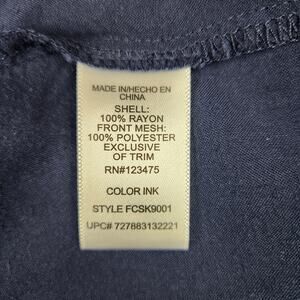 MADE IN/HECHO EN
CHINA
SHELL:
100% RAYON
FRONT MESH:
100% POLYESTER
EXCLUSIVE
OF TRIM
RN#123475
COLOR INK
STYLE FCSK9001
UPC# 727883132221